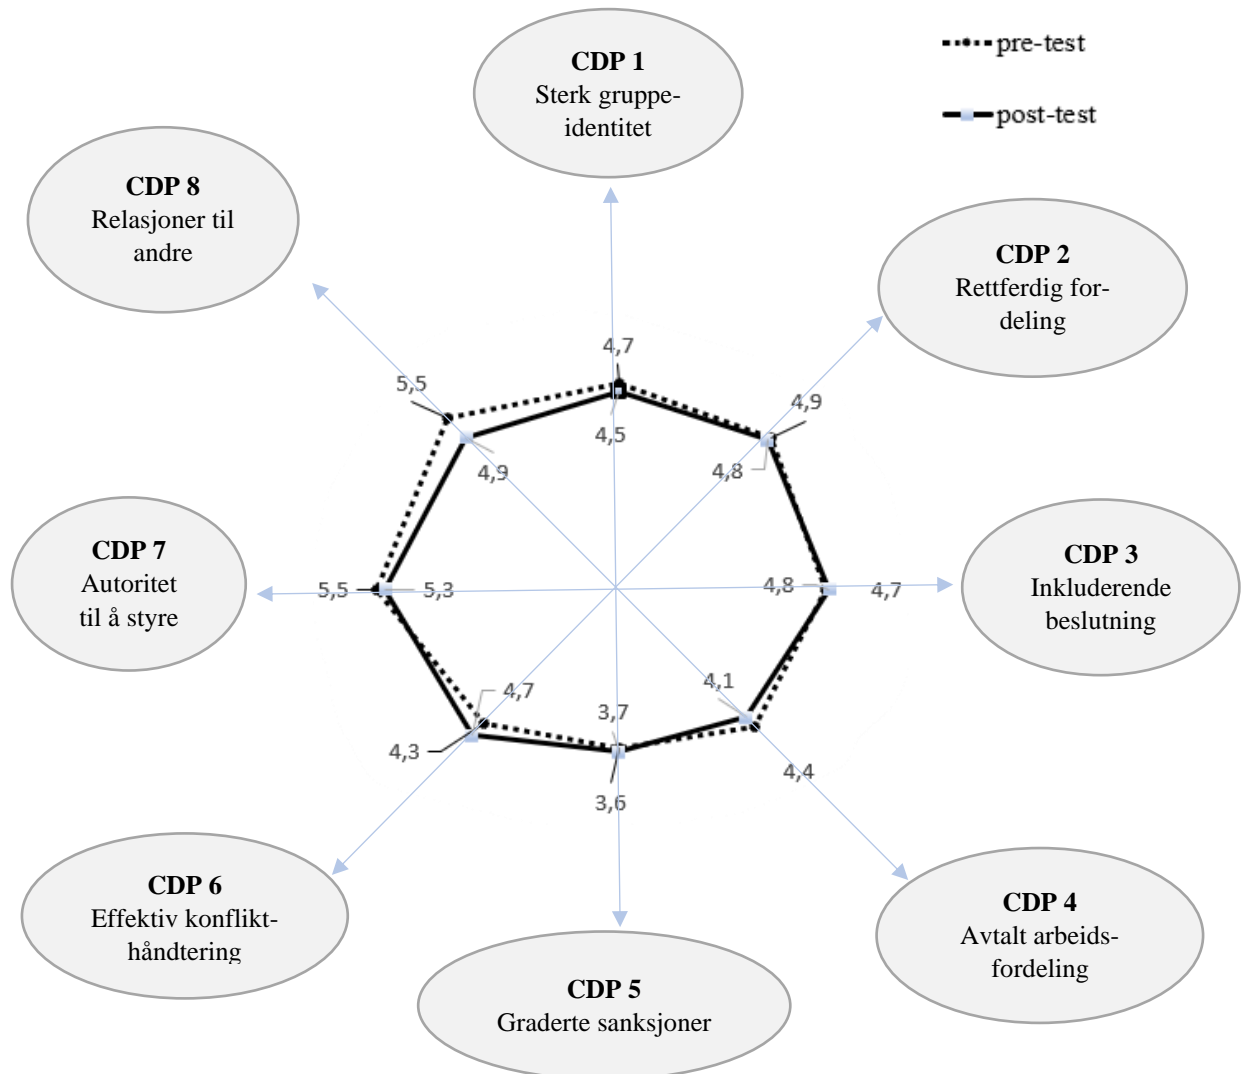 pre-test
post-test
CDP 1
Sterk gruppe-
identitet
CDP 8
Relasjoner til
andre
CDP 2
Rettferdig for-
deling
4,7
5,5
4,9
4,5
4,8
4,9
CDP 7
Autoritet
til å styre
5,5
5,3
4,8
4,7
CDP 3
Inkluderende
beslutning
4,1
4,7
3,7
4,3
4,4
3,6
CDP 6
Effektiv konflikt-
håndtering
CDP 4
Avtalt arbeids-
fordeling
CDP 5
Graderte sanksjoner